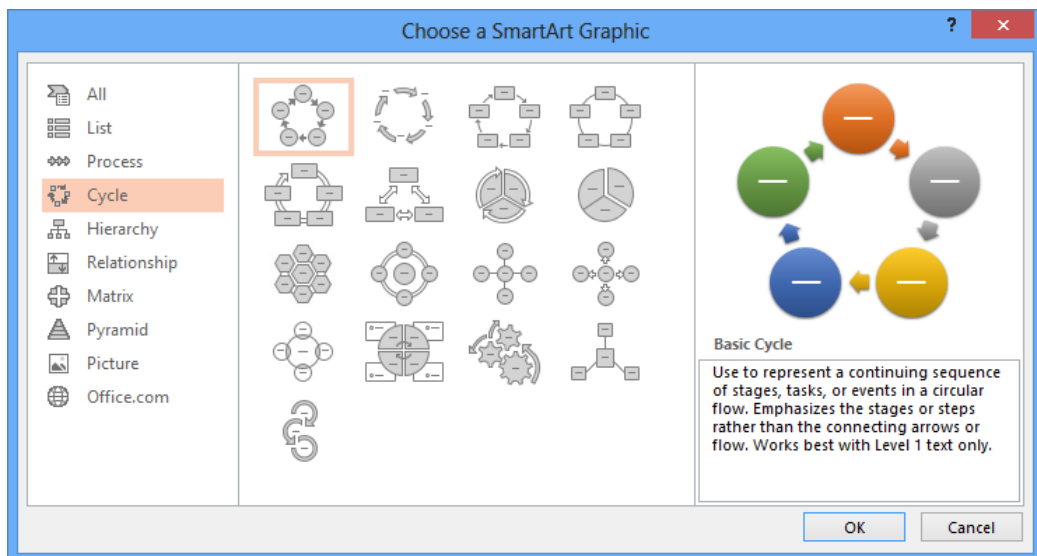 Choose a SmartArt Graphic
?
All
List
Process
Cycle
Hierarchy
Relationship
Matrix
Pyramid
Picture
Office.com
Basic Cycle
Use to represent a continuing sequence
of stages, tasks, or events in a circular
flow. Emphasizes the stages or steps
rather than the connecting arrows or
flow. Works best with Level 1 text only.
OK
Cancel